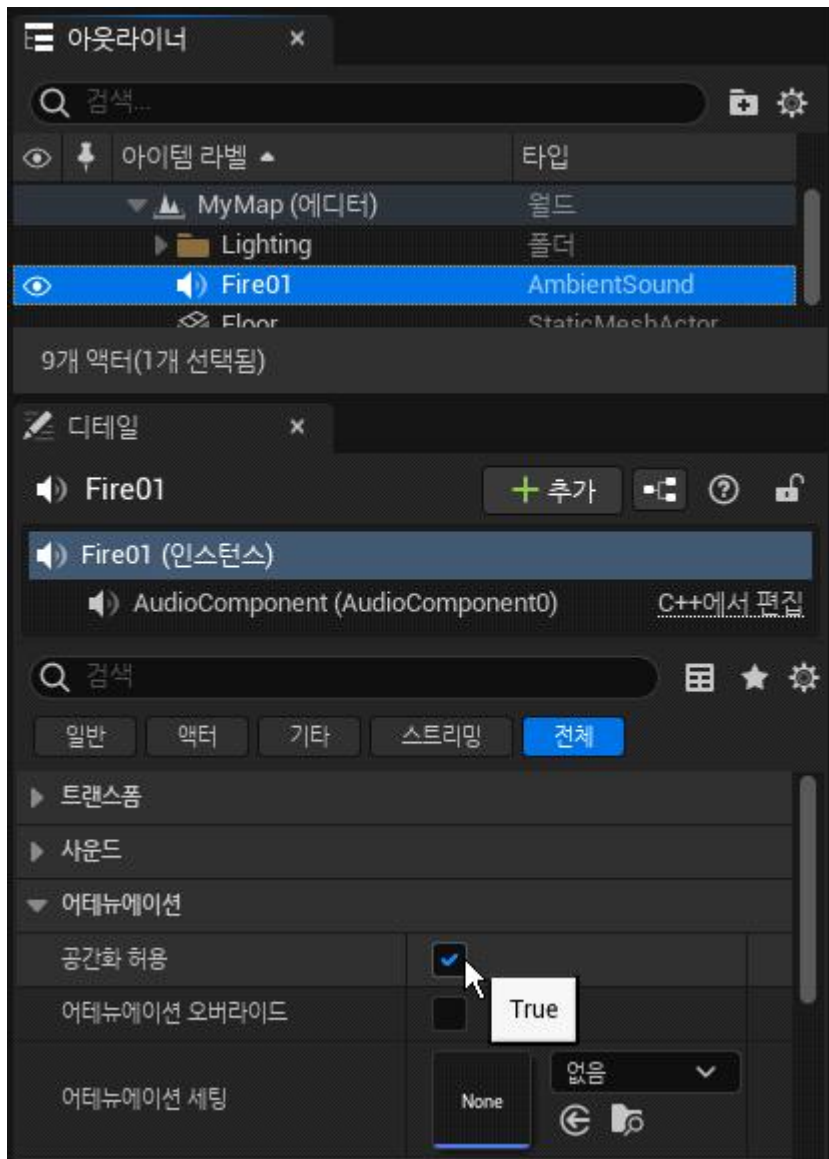 아웃라이너
검색...
아이템 라벨 타입
MyMap (에디터) 월드
Lighting 폴더
Fire01 AmbientSound
Floor StaticMeshActor
9개 액터(1개 선택됨)
디테일
Fire01 추가
Fire01 (인스턴스)
AudioComponent (AudioComponent0) C++에서 편집
검색
일반 액터 기타 스트리밍 전체
트랜스폼
사운드
어테뉴에이션
공간화 허용
어테뉴에이션 오버라이드 True
어테뉴에이션 세팅 None 없음